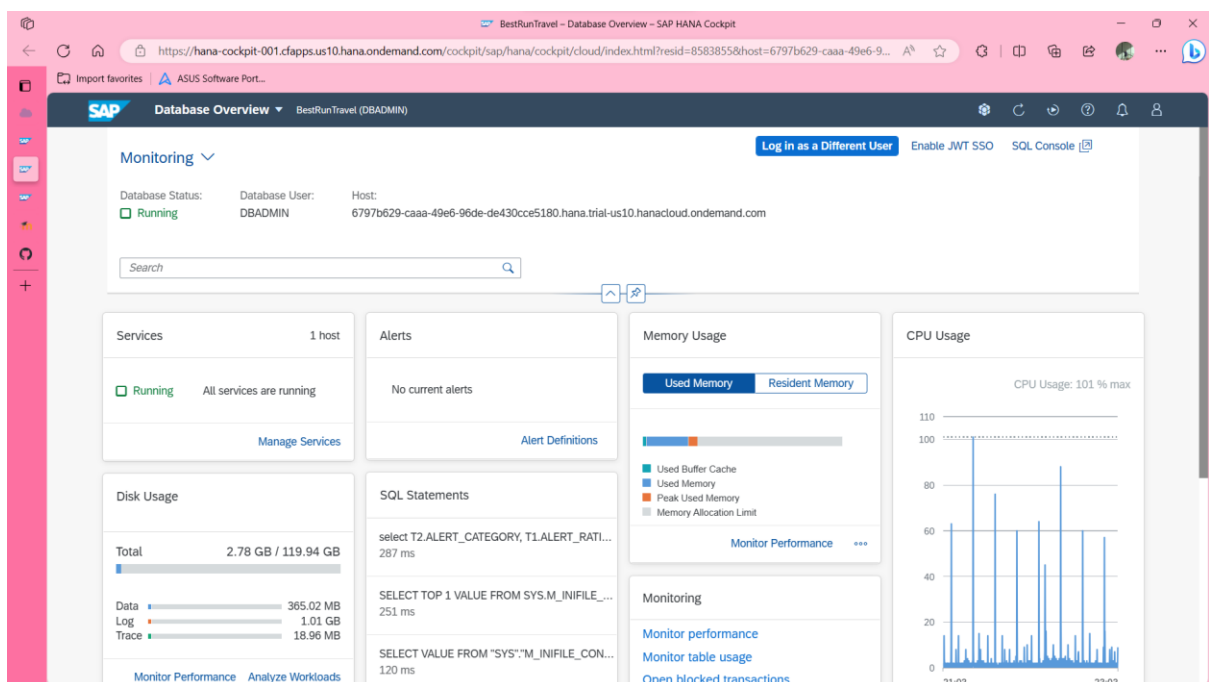 BestRunTravel – Database Overview – SAP HANA Cockpit
https://hana-cockpit-001.cfapps.us10.hana.ondemand.com/cockpit/sap/hana/cockpit/cloud/index.html?resid=8583855&host=6797b629-caaa-49e6-9...
Import favorites
ASUS Software Port...
SAP Database Overview BestRunTravel (DBADMIN)
Monitoring
Log in as a Different User Enable JWT SSO SQL Console
Database Status: Database User: Host:
Running DBADMIN 6797b629-caaa-49e6-96de-de430cce5180.hana.trial-us10.hanacloud.ondemand.com
Search
Services 1 host
Running All services are running
Manage Services
Alerts
No current alerts
Alert Definitions
Memory Usage
Used Memory Resident Memory
Used Buffer Cache
Used Memory
Peak Used Memory
Memory Allocation Limit
Monitor Performance
CPU Usage
CPU Usage: 101 % max
110
100
80
60
40
20
0
Disk Usage
Total 2.78 GB / 119.94 GB
Data 365.02 MB
Log 1.01 GB
Trace 18.96 MB
Monitor Performance Analyze Workloads
SQL Statements
select T2.ALERT_CATEGORY, T1.ALERT_RATI...
287 ms
SELECT TOP 1 VALUE FROM SYS.M_INIFILE_...
251 ms
SELECT VALUE FROM "SYS"."M_INIFILE_CON...
120 ms
Monitoring
Monitor performance
Monitor table usage
Open blocked transactions